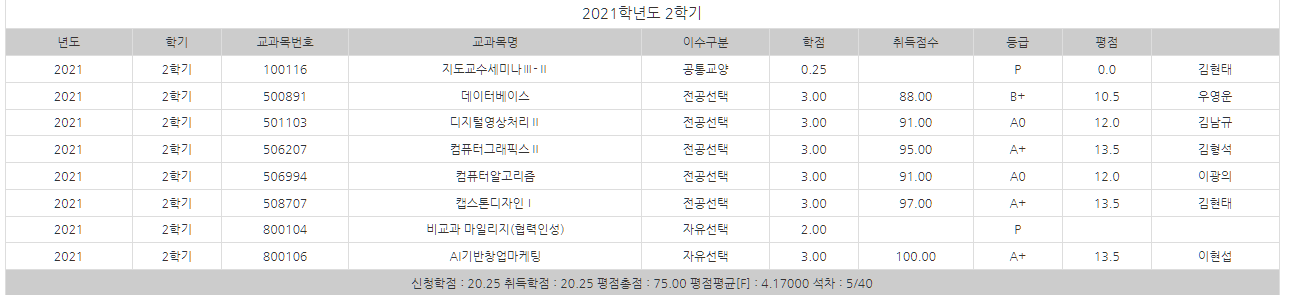 2021학년도 2학기
년도 학기 교과목번호 교과목명 이수구분 학점 취득점수 등급 평점
2021 2학기 100116 지도교수세미나Ⅲ-Ⅱ 공통교양 0.25 P 0.0 김현태
2021 2학기 500891 데이터베이스 전공선택 3.00 88.00 B+ 10.5 우영운
2021 2학기 501103 디지털영상처리Ⅱ 전공선택 3.00 91.00 A0 12.0 김남규
2021 2학기 506207 컴퓨터그래픽스Ⅱ 전공선택 3.00 95.00 A+ 13.5 김형석
2021 2학기 506994 컴퓨터알고리즘 전공선택 3.00 91.00 A0 12.0 이광의
2021 2학기 508707 캡스톤디자인Ⅰ 전공선택 3.00 97.00 A+ 13.5 김현태
2021 2학기 800104 비교과 마일리지(협력인성) 자유선택 2.00 P
2021 2학기 800106 AI기반창업마케팅 자유선택 3.00 100.00 A+ 13.5 이현섭
신청학점 : 20.25 취득학점 : 20.25 평점총점 : 75.00 평점평균[F] : 4.17000 석차 : 5/40